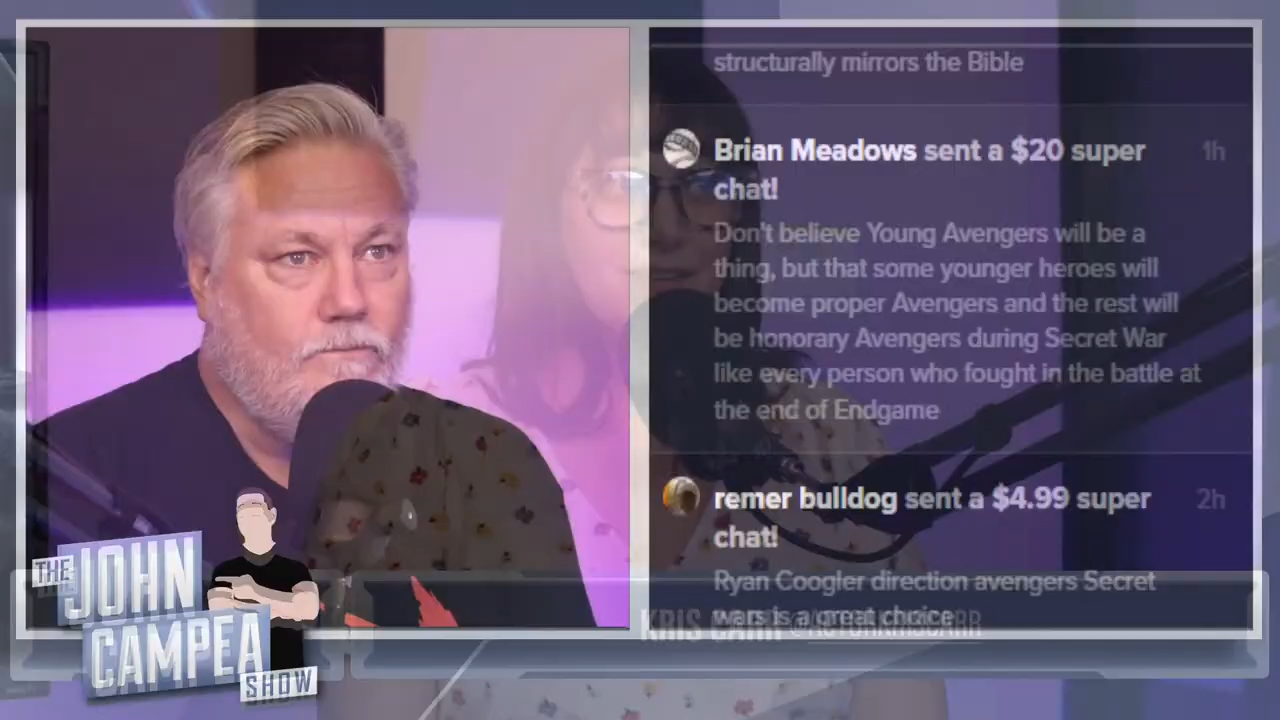 structurally mirrors the Bible
Brian Meadows sent a $20 super
chat!
1h
Don't believe Young Avengers will be a
thing, but that some younger heroes will
become proper Avengers and the rest will
be honorary Avengers during Secret War
like every person who fought in the battle at
the end of Endgame
remer bulldog sent a $4.99 super
chat!
2h
Ryan Coogler direction avengers Secret
wars is a great choice
KRIS CARR
THE
JOHN
CAMPEA
SHOW